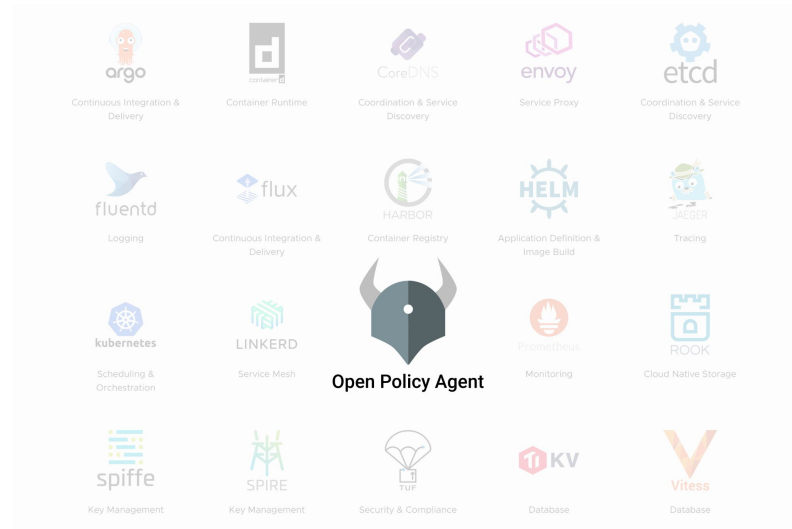 argo
Continuous Integration &
Delivery
d
container d
Container Runtime
CoreDNS
Coordination & Service
Discovery
envoy
Service Proxy
etcd
Coordination & Service
Discovery
fluentd
Logging
flux
Continuous Integration &
Delivery
HARBOR
Container Registry
HELM
Application Definition &
Image Build
JAEGER
Tracing
kubernetes
Scheduling &
Orchestration
LINKERD
Service Mesh
Open Policy Agent
Prometheus
Monitoring
ROOK
Cloud Native Storage
spiffe
Key Management
SPIRE
Key Management
TUF
Security & Compliance
TiKV
Database
Vitess
Database